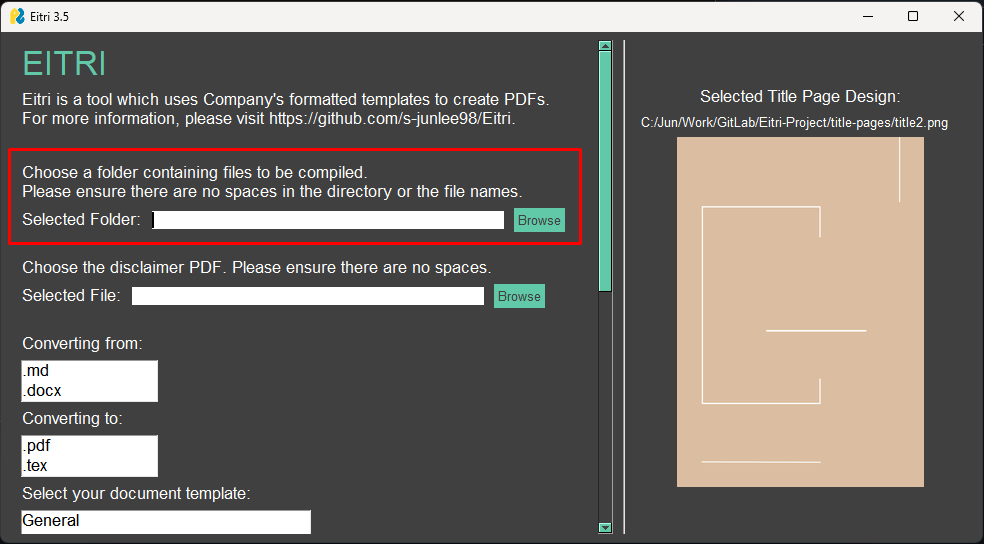 Eitri 3.5
EITRI
Eitri is a tool which uses Company's formatted templates to create PDFs.
For more information, please visit https://github.com/s-junlee98/Eitri.
Choose a folder containing files to be compiled.
Please ensure there are no spaces in the directory or the file names.
Selected Folder: Browse
Choose the disclaimer PDF. Please ensure there are no spaces.
Selected File: Browse
Converting from:
.md
.docx
Converting to:
.pdf
.tex
Select your document template:
General
Selected Title Page Design:
C:/Jun/Work/GitLab/Eitri-Project/title-pages/title2.png